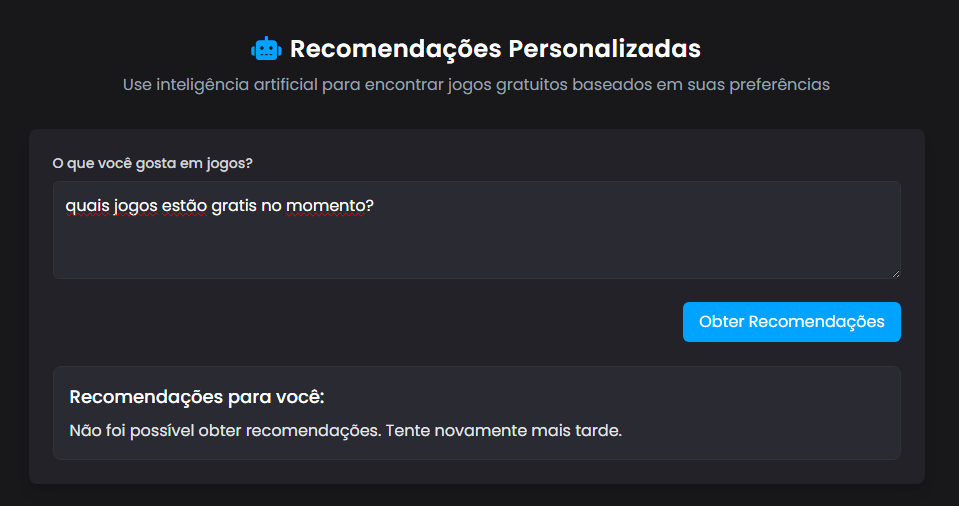 Recomendações Personalizadas
Use inteligência artificial para encontrar jogos gratuitos baseados em suas preferências
O que você gosta em jogos?
quais jogos estão gratis no momento?
Obter Recomendações
Recomendações para você:
Não foi possível obter recomendações. Tente novamente mais tarde.